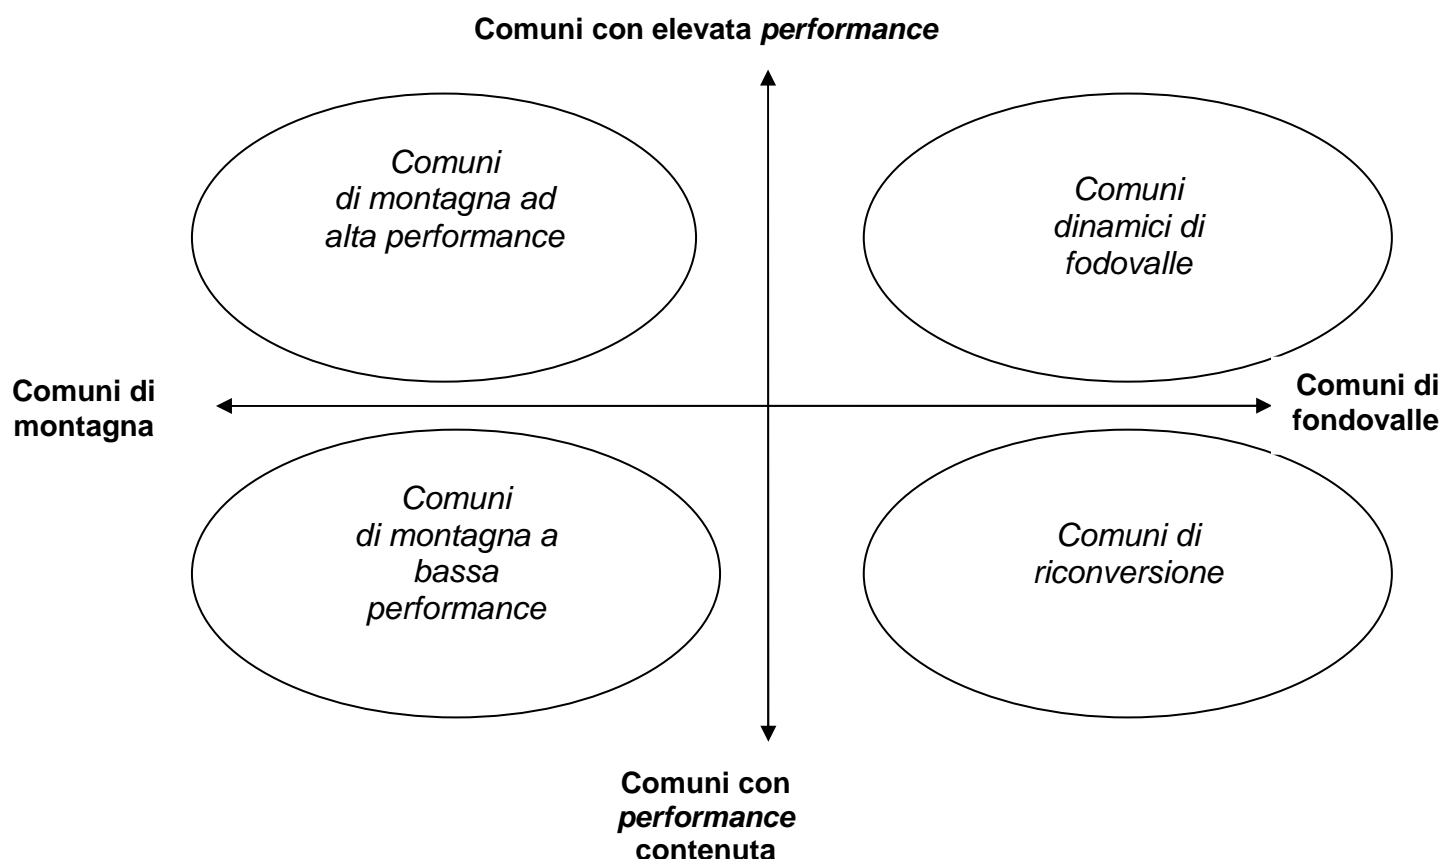 Comuni con elevata performance
Comuni
di montagna ad
alta performance
Comuni
dinamici di
fodovalle
Comuni di
montagna
Comuni di
fondovalle
Comuni
di montagna a
bassa
performance
Comuni di
riconversione
Comuni con
performance
contenuta